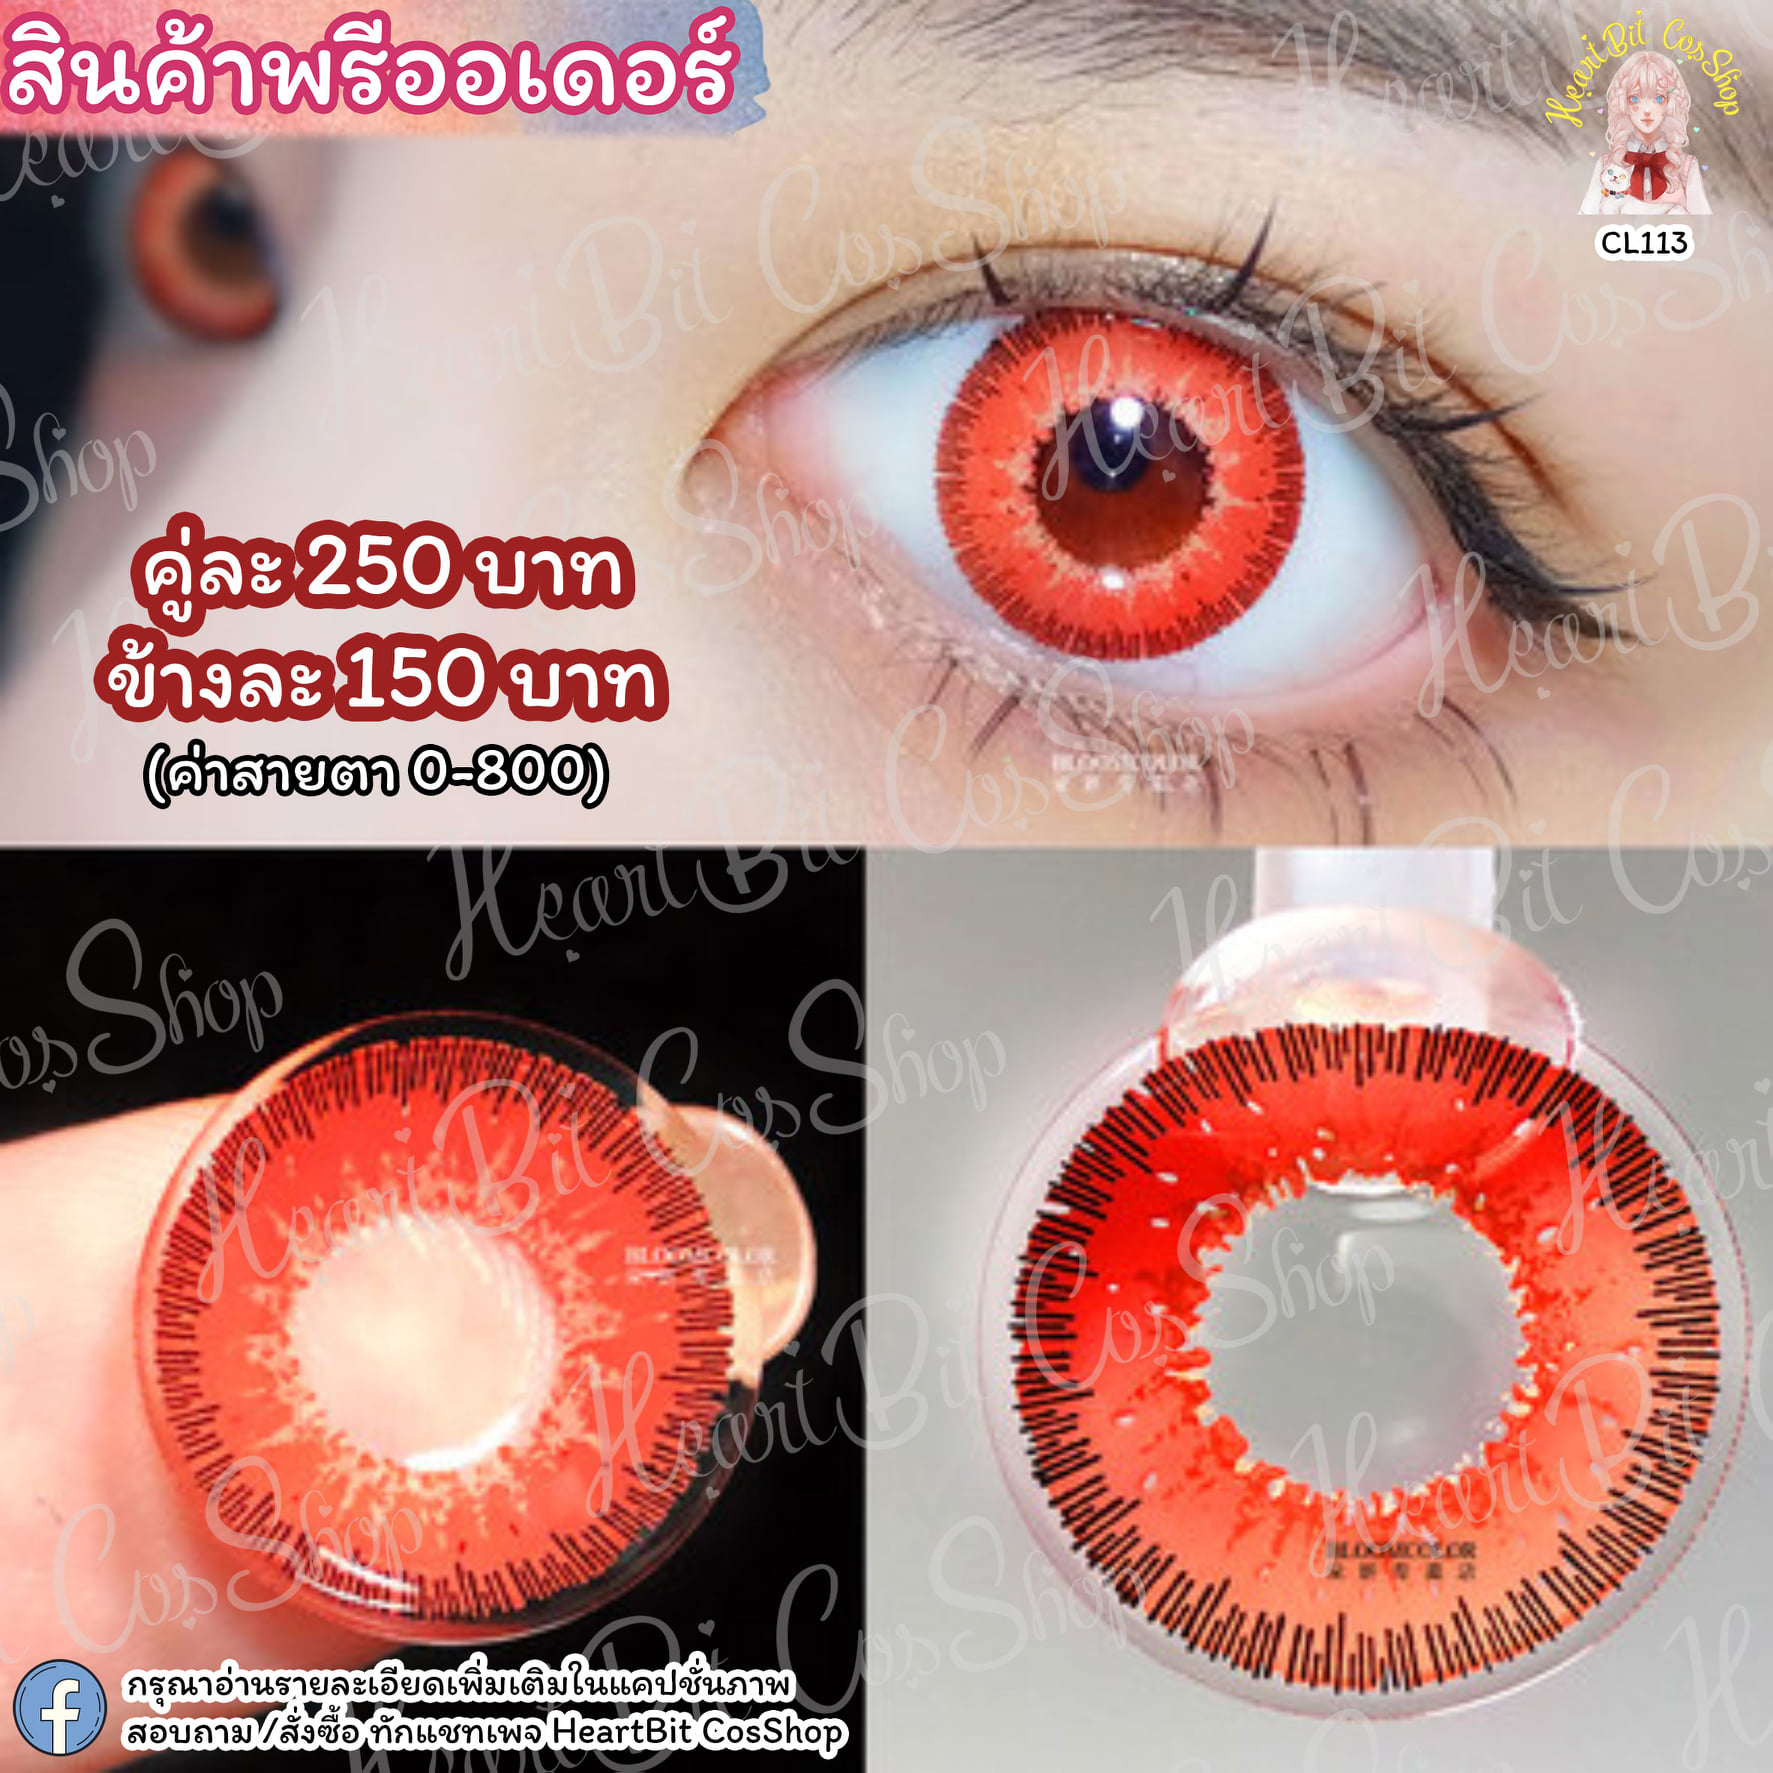 สินค้าพรีออเดอร์
HeartBit CosShop
CL113
คู่ละ 250 บาท
ข้างละ 150 บาท
(ค่าสายตา 0-800)
BLOOMCOLOR
BLOOMCOLOR
กรุณาอ่านรายละเอียดเพิ่มเติมในแคปชั่นภาพ
สอบถาม /สั่งซื้อ ทักแชทเพจ HeartBit CosShop